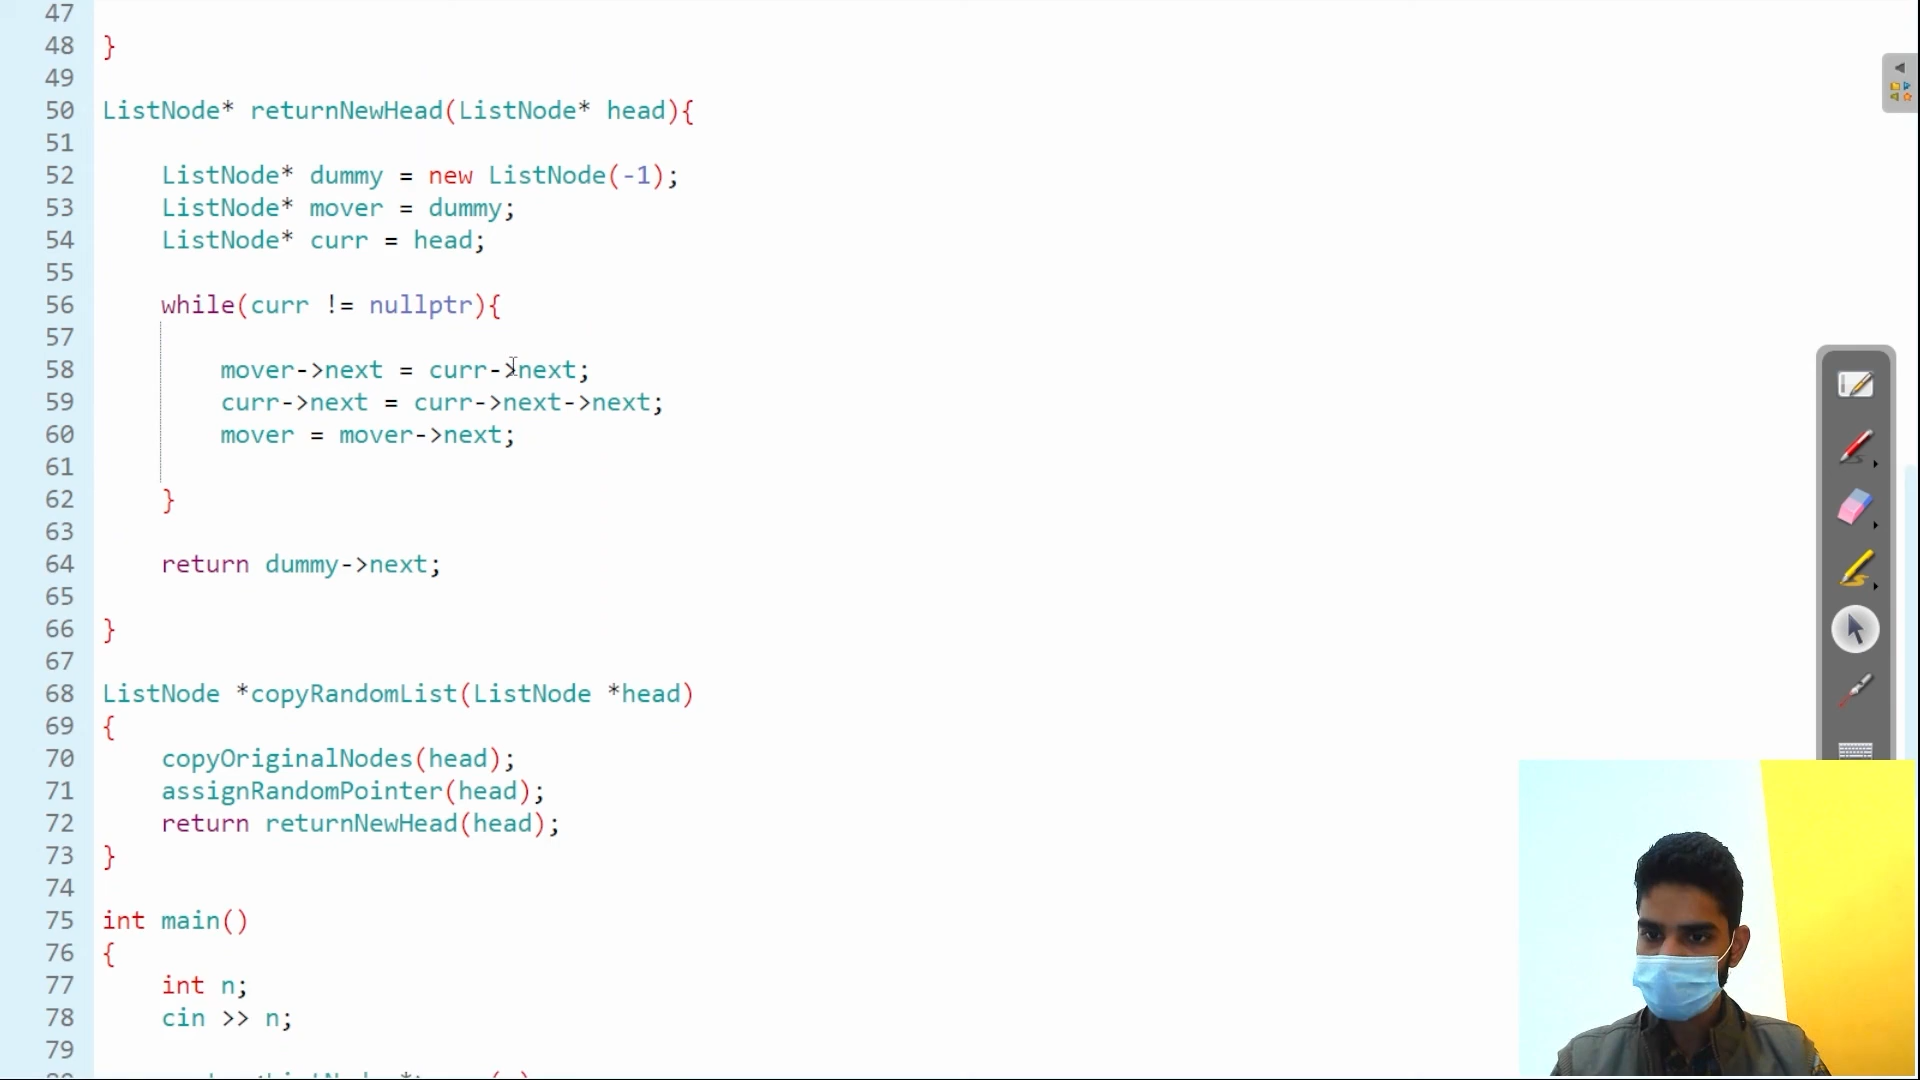 47
48 }
49
50 ListNode* returnNewHead(ListNode* head){
51
52 ListNode* dummy = new ListNode(-1);
53 ListNode* mover = dummy;
54 ListNode* curr = head;
55
56 while(curr != nullptr){
57
58 mover->next = curr->next;
59 curr->next = curr->next->next;
60 mover = mover->next;
61
62 }
63
64 return dummy->next;
65
66 }
67
68 ListNode *copyRandomList(ListNode *head)
69 {
70 copyOriginalNodes(head);
71 assignRandomPointer(head);
72 return returnNewHead(head);
73 }
74
75 int main()
76 {
77 int n;
78 cin >> n;
79